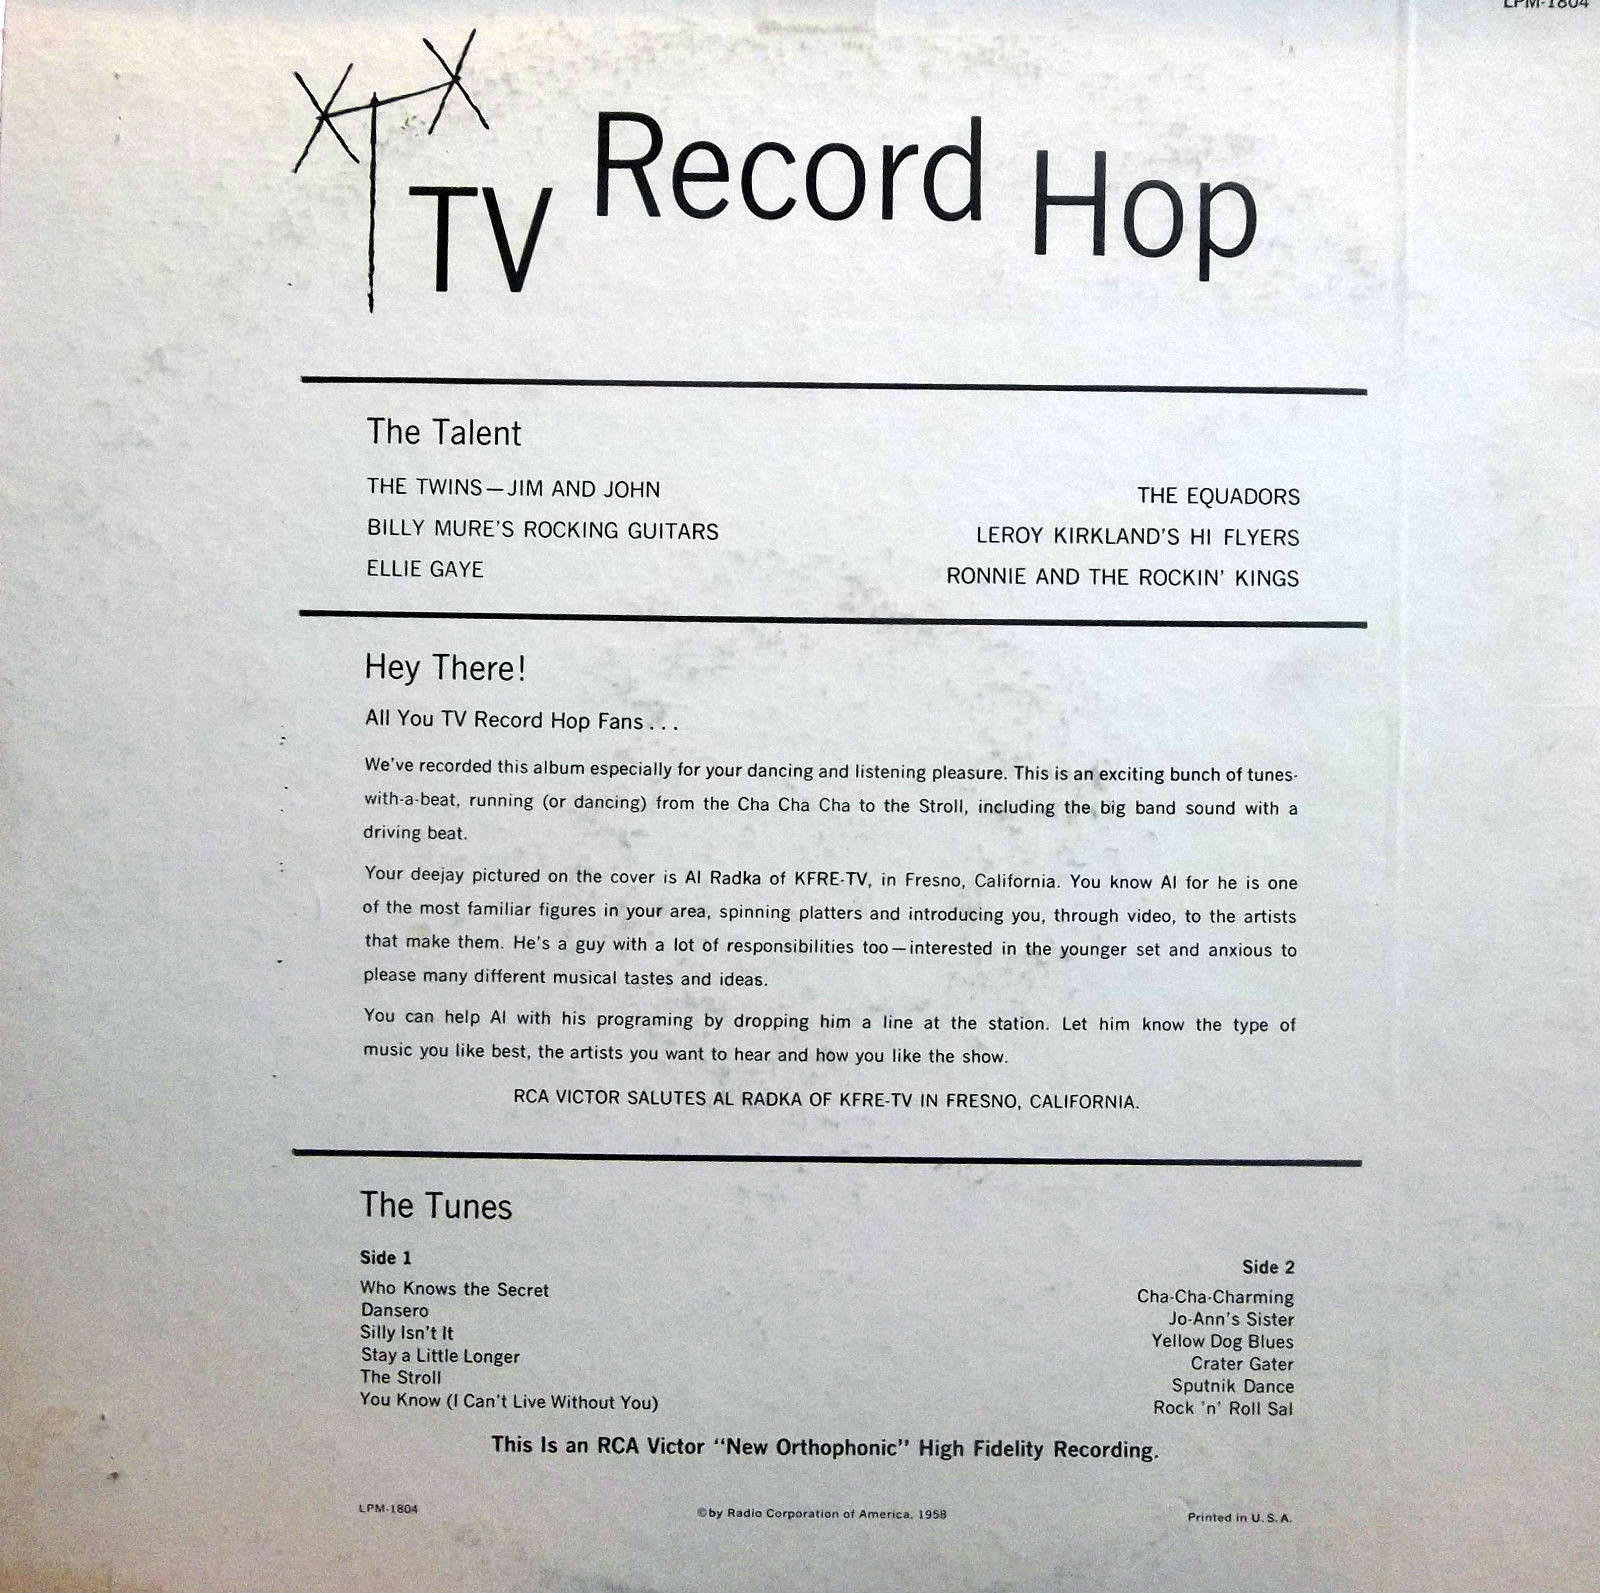 LPM-1804
TV Record Hop
The Talent
THE TWINS—JIM AND JOHN
BILLY MURE'S ROCKING GUITARS
ELLIE GAYE
THE EQUADORS
LEROY KIRKLAND'S HI FLYERS
RONNIE AND THE ROCKIN' KINGS
Hey There!
All You TV Record Hop Fans...
We've recorded this album especially for your dancing and listening pleasure. This is an exciting bunch of tunes-
with-a-beat, running (or dancing) from the Cha Cha Cha to the Stroll, including the big band sound with a
driving beat.
Your deejay pictured on the cover is Al Radka of KFRE-TV, in Fresno, California. You know Al for he is one
of the most familiar figures in your area, spinning platters and introducing you, through video, to the artists
that make them. He's a guy with a lot of responsibilities too—interested in the younger set and anxious to
please many different musical tastes and ideas.
You can help Al with his programing by dropping him a line at the station. Let him know the type of
music you like best, the artists you want to hear and how you like the show.
RCA VICTOR SALUTES AL RADKA OF KFRE-TV IN FRESNO, CALIFORNIA.
The Tunes
Side 1
Who Knows the Secret
Dansero
Silly Isn't It
Stay a Little Longer
The Stroll
You Know (I Can't Live Without You)
Side 2
Cha-Cha-Charming
Jo-Ann's Sister
Yellow Dog Blues
Crater Gater
Sputnik Dance
Rock 'n' Roll Sal
This Is an RCA Victor "New Orthophonic" High Fidelity Recording.
LPM-1804
©by Radio Corporation of America, 1958
Printed in U.S.A.